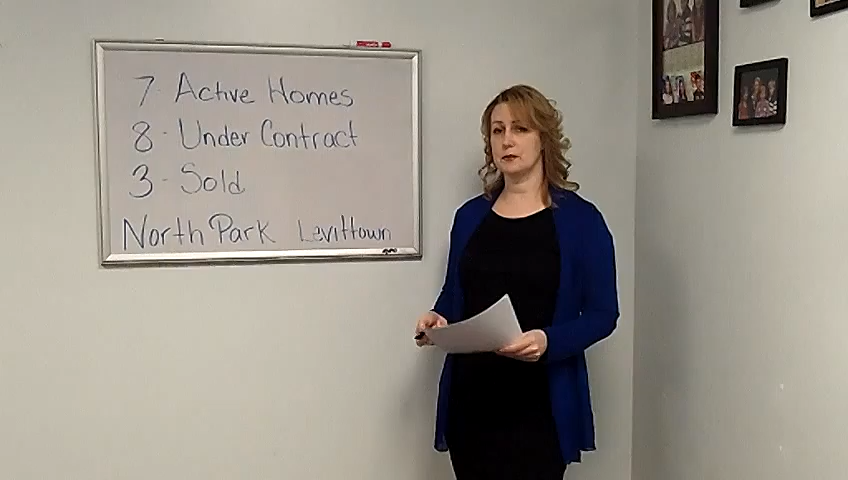 7 - Active Homes
8 - Under Contract
3 - Sold
North Park Levittown